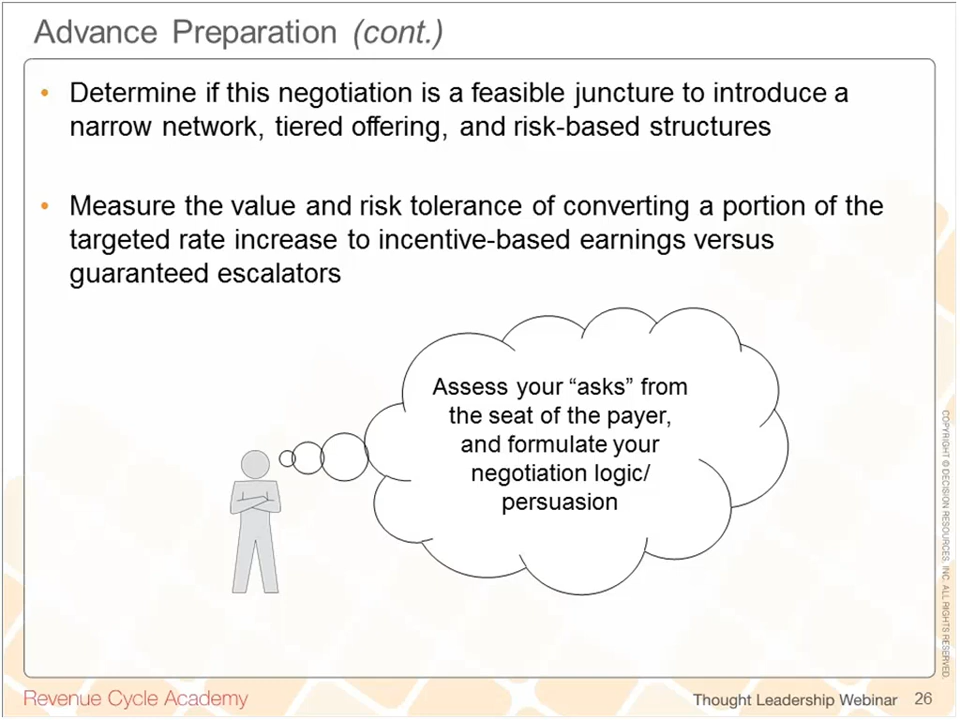 Advance Preparation (cont.)
• Determine if this negotiation is a feasible juncture to introduce a
narrow network, tiered offering, and risk-based structures
• Measure the value and risk tolerance of converting a portion of the
targeted rate increase to incentive-based earnings versus
guaranteed escalators
Assess your “asks” from
the seat of the payer,
and formulate your
negotiation logic/
persuasion
COPYRIGHT © DECISION RESOURCES, INC. ALL RIGHTS RESERVED.
Revenue Cycle Academy
Thought Leadership Webinar 26